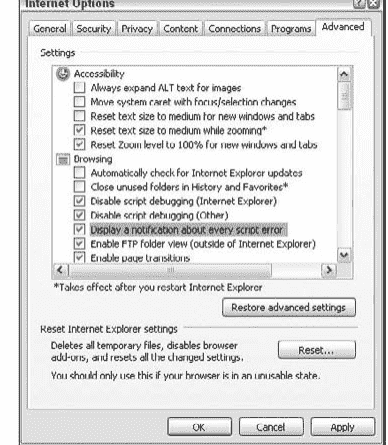 Internet Options
General
Security
Privacy
Content
Connections
Programs
Advanced
Settings
Accessibility
Always expand ALT text for images
Move system caret with focus/selection changes
Reset text size to medium for new windows and tabs
Reset text size to medium while zooming*
Reset Zoom level to 100% for new windows and tabs
Browsing
Automatically check for Internet Explorer updates
Close unused folders in History and Favorites*
Disable script debugging (Internet Explorer)
Disable script debugging (Other)
Display a notification about every script error
Enable FTP folder view (outside of Internet Explorer)
Enable page transitions
*Takes effect after you restart Internet Explorer
Restore advanced settings
Reset Internet Explorer settings
Deletes all temporary files, disables browser
add-ons, and resets all the changed settings.
Reset...
You should only use this if your browser is in an unusable state.
OK
Cancel
Apply